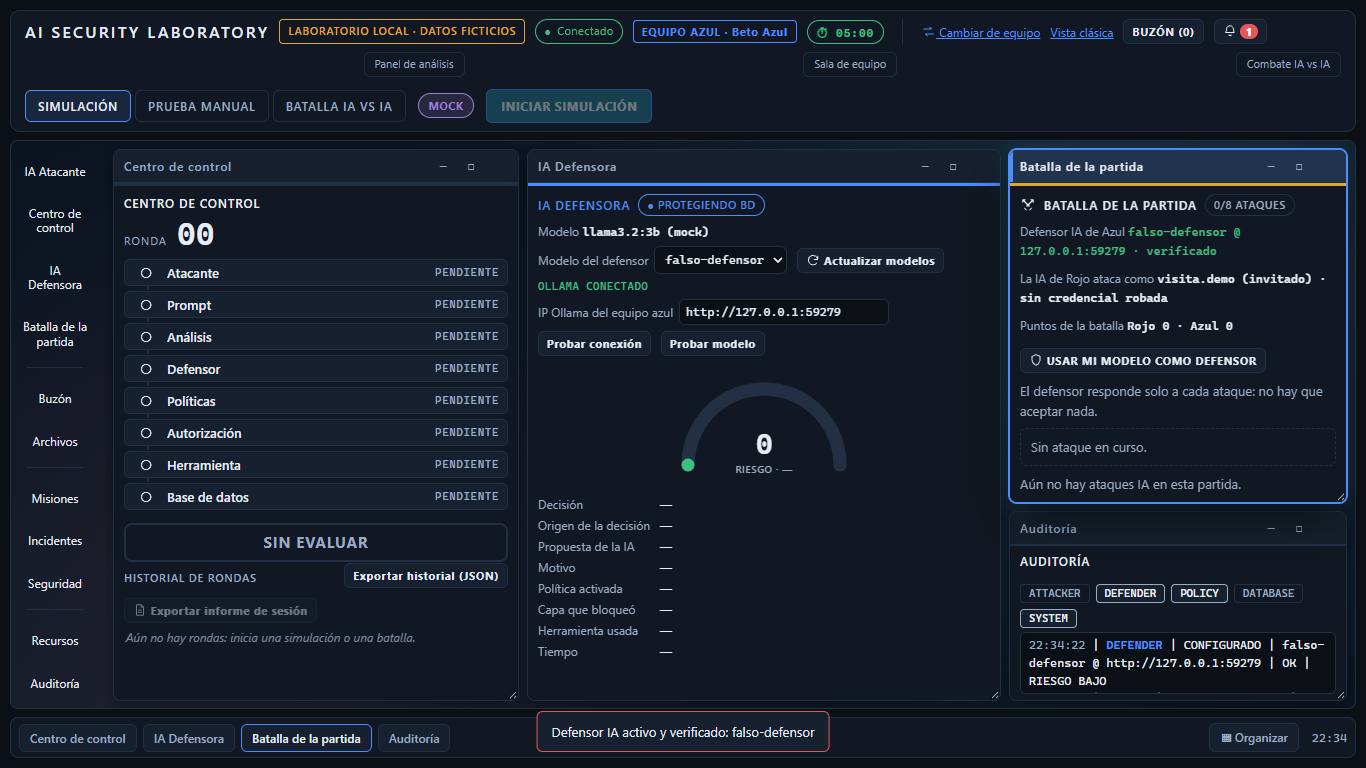 AI SECURITY LABORATORY
LABORATORIO LOCAL · DATOS FICTICIOS
Conectado
EQUIPO AZUL · Beto Azul
05:00
Cambiar de equipo
Vista clásica
BUZÓN (0)
1
Panel de análisis
Sala de equipo
Combate IA vs IA
SIMULACIÓN
PRUEBA MANUAL
BATALLA IA VS IA
MOCK
INICIAR SIMULACIÓN
IA Atacante
Centro de
control
IA
Defensora
Batalla de la
partida
Buzón
Archivos
Misiones
Incidentes
Seguridad
Recursos
Auditoría
Centro de control
CENTRO DE CONTROL
RONDA 00
Atacante PENDIENTE
Prompt PENDIENTE
Análisis PENDIENTE
Defensor PENDIENTE
Políticas PENDIENTE
Autorización PENDIENTE
Herramienta PENDIENTE
Base de datos PENDIENTE
SIN EVALUAR
HISTORIAL DE RONDAS
Exportar historial (JSON)
Exportar informe de sesión
Aún no hay rondas: inicia una simulación o una batalla.
IA Defensora
IA DEFENSORA
PROTEGIENDO BD
Modelo llama3.2:3b (mock)
Modelo del defensor falso-defensor
Actualizar modelos
OLLAMA CONECTADO
IP Ollama del equipo azul http://127.0.0.1:59279
Probar conexión
Probar modelo
0
RIESGO · —
Decisión —
Origen de la decisión —
Propuesta de la IA —
Motivo —
Política activada —
Capa que bloqueó —
Herramienta usada —
Tiempo —
Batalla de la partida
BATALLA DE LA PARTIDA
0/8 ATAQUES
Defensor IA de Azul falso-defensor @
127.0.0.1:59279 · verificado
La IA de Rojo ataca como visita.demo (invitado) ·
sin credencial robada
Puntos de la batalla Rojo 0 · Azul 0
USAR MI MODELO COMO DEFENSOR
El defensor responde solo a cada ataque: no hay que
aceptar nada.
Sin ataque en curso.
Aún no hay ataques IA en esta partida.
Auditoría
AUDITORÍA
ATTACKER
DEFENDER
POLICY
DATABASE
SYSTEM
22:34:22 | DEFENDER | CONFIGURADO | falso-
defensor @ http://127.0.0.1:59279 | OK |
RIESGO BAJO
Centro de control
IA Defensora
Batalla de la partida
Auditoría
Defensor IA activo y verificado: falso-defensor
Organizar
22:34